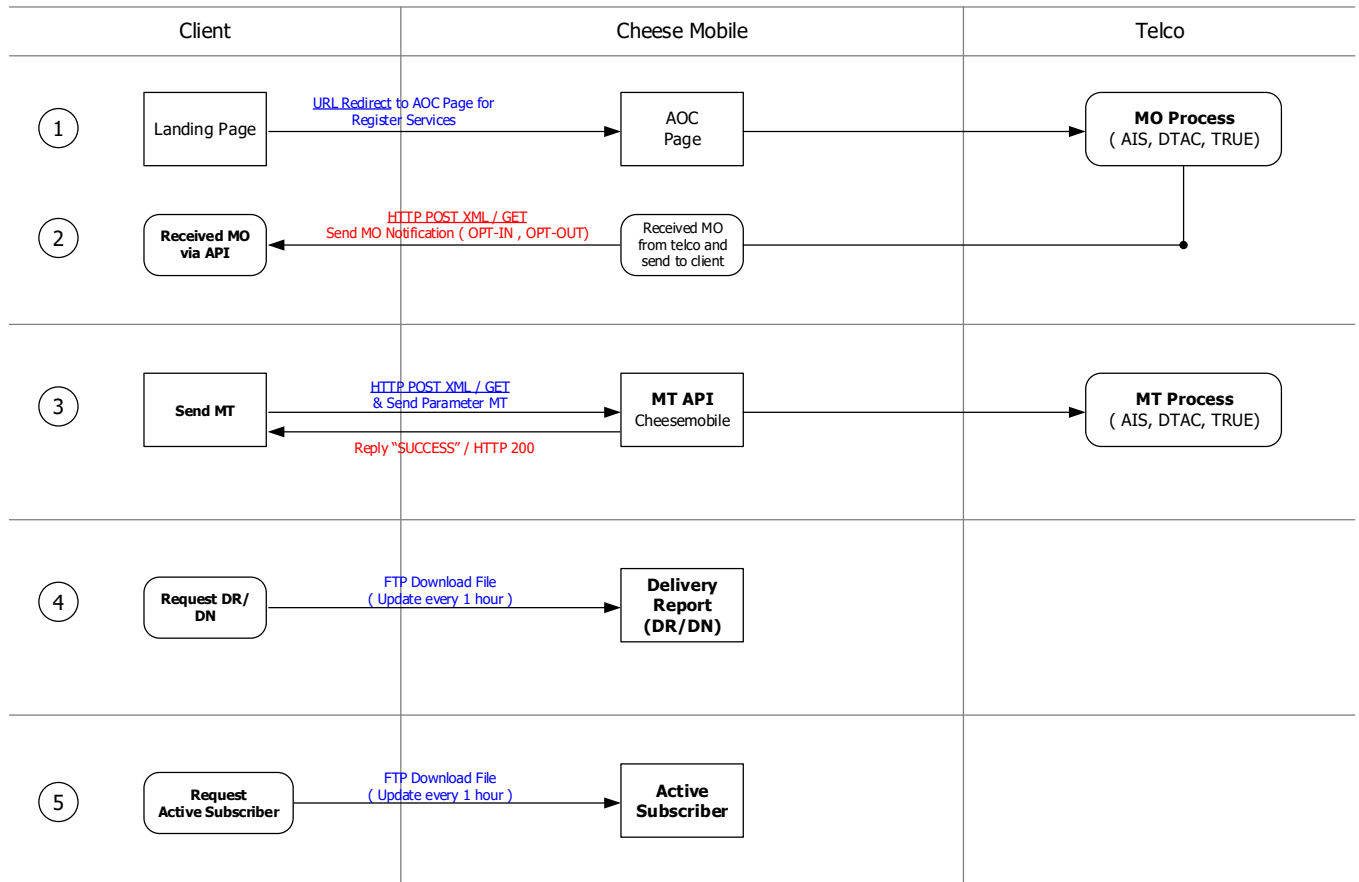 Client
Cheese Mobile
Telco
1
Landing Page
URL Redirect to AOC Page for
Register Services
AOC
Page
MO Process
( AIS, DTAC, TRUE)
2
Received MO
via API
HTTP POST XML / GET
Send MO Notification ( OPT-IN , OPT-OUT)
Received MO
from telco and
send to client
3
Send MT
HTTP POST XML / GET
& Send Parameter MT
Reply “SUCCESS” / HTTP 200
MT API
Cheesemobile
MT Process
( AIS, DTAC, TRUE)
4
Request DR/
DN
FTP Download File
( Update every 1 hour )
Delivery
Report
(DR/DN)
5
Request
Active Subscriber
FTP Download File
( Update every 1 hour )
Active
Subscriber